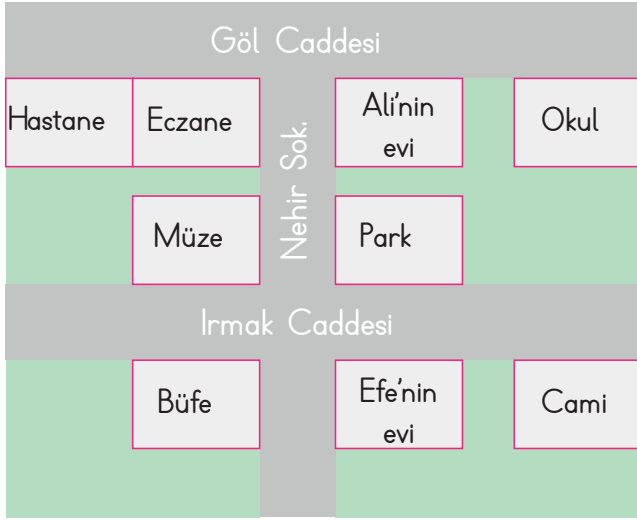 Göl Caddesi
Hastane
Eczane
Nehir Sok.
Ali'nin
evi
Okul
Müze
Park
Irmak Caddesi
Büfe
Efe'nin
evi
Cami